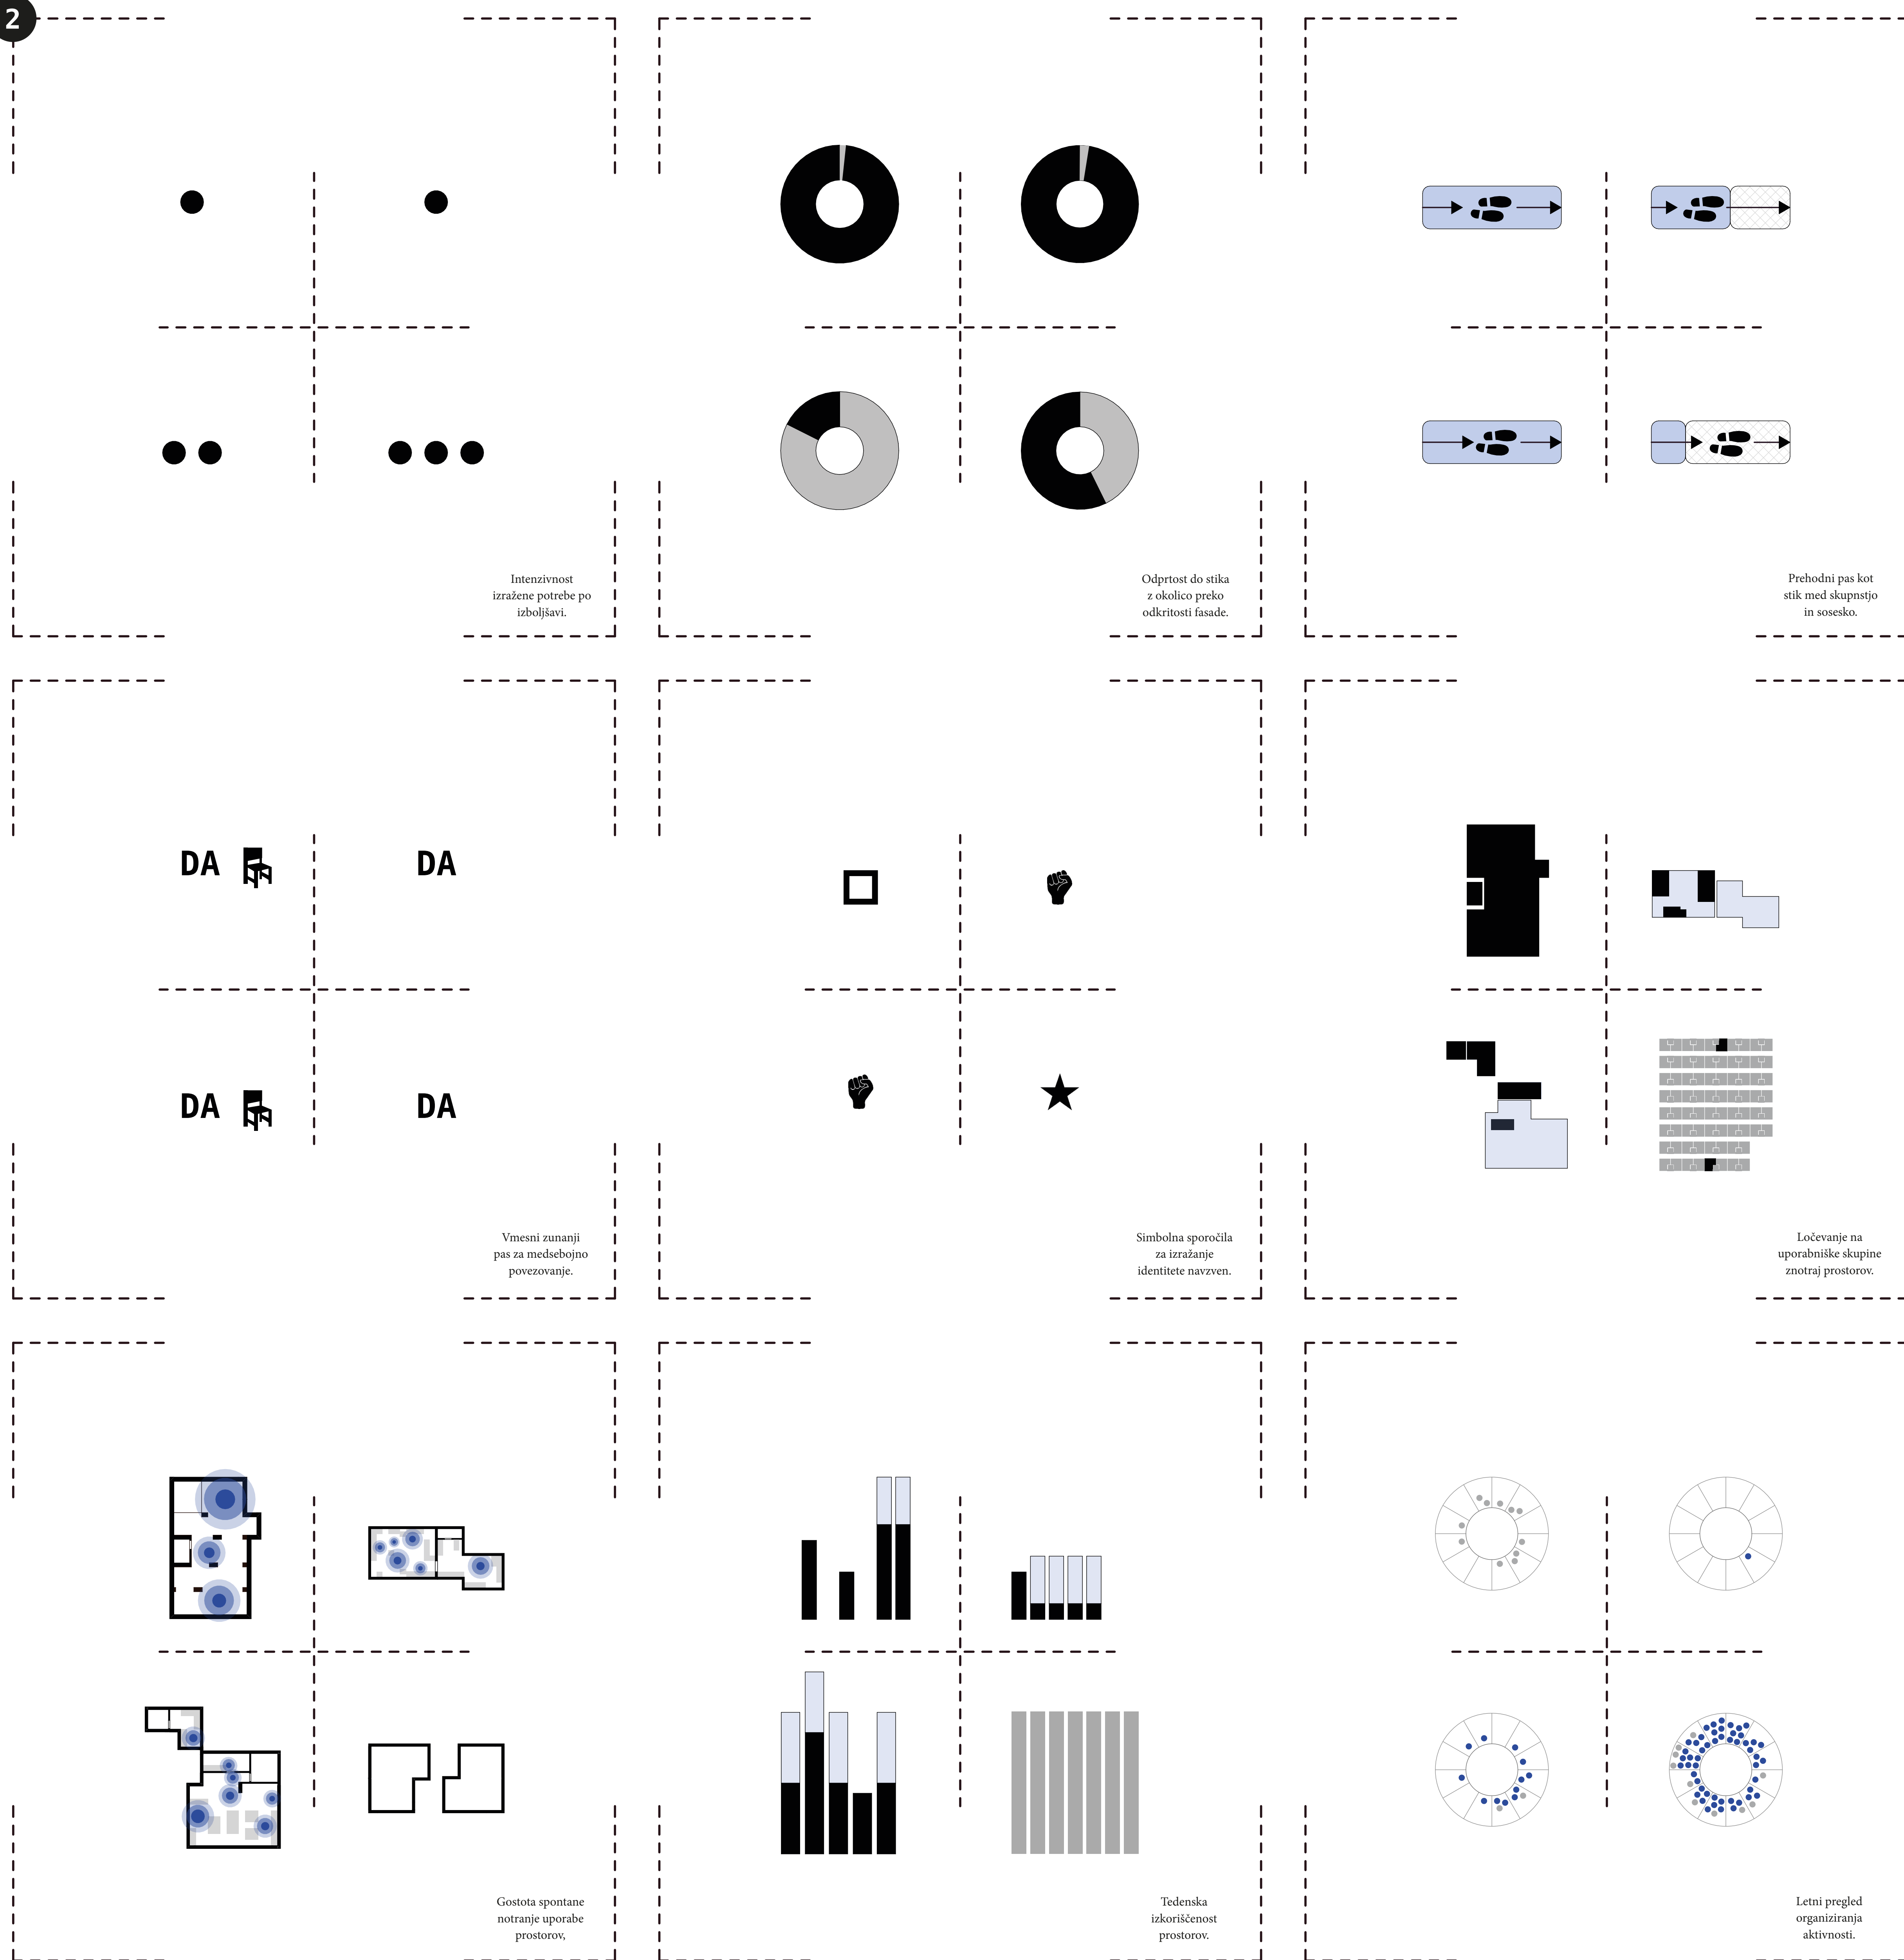 2
Intenzivnost
izražene potrebe po
izboljšavi.
Odprtost do stika
z okolico preko
odkritosti fasade.
Prehodni pas kot
stik med skupnstjo
in sosesko.
DA
DA
DA
DA
Vmesni zunanji
pas za medsebojno
povezovanje.
Simbolna sporočila
za izražanje
identitete navzven.
Ločevanje na
uporabniške skupine
znotraj prostorov.
Gostota spontane
notranje uporabe
prostorov,
Tedenska
izkoriščenost
prostorov.
Letni pregled
organiziranja
aktivnosti.